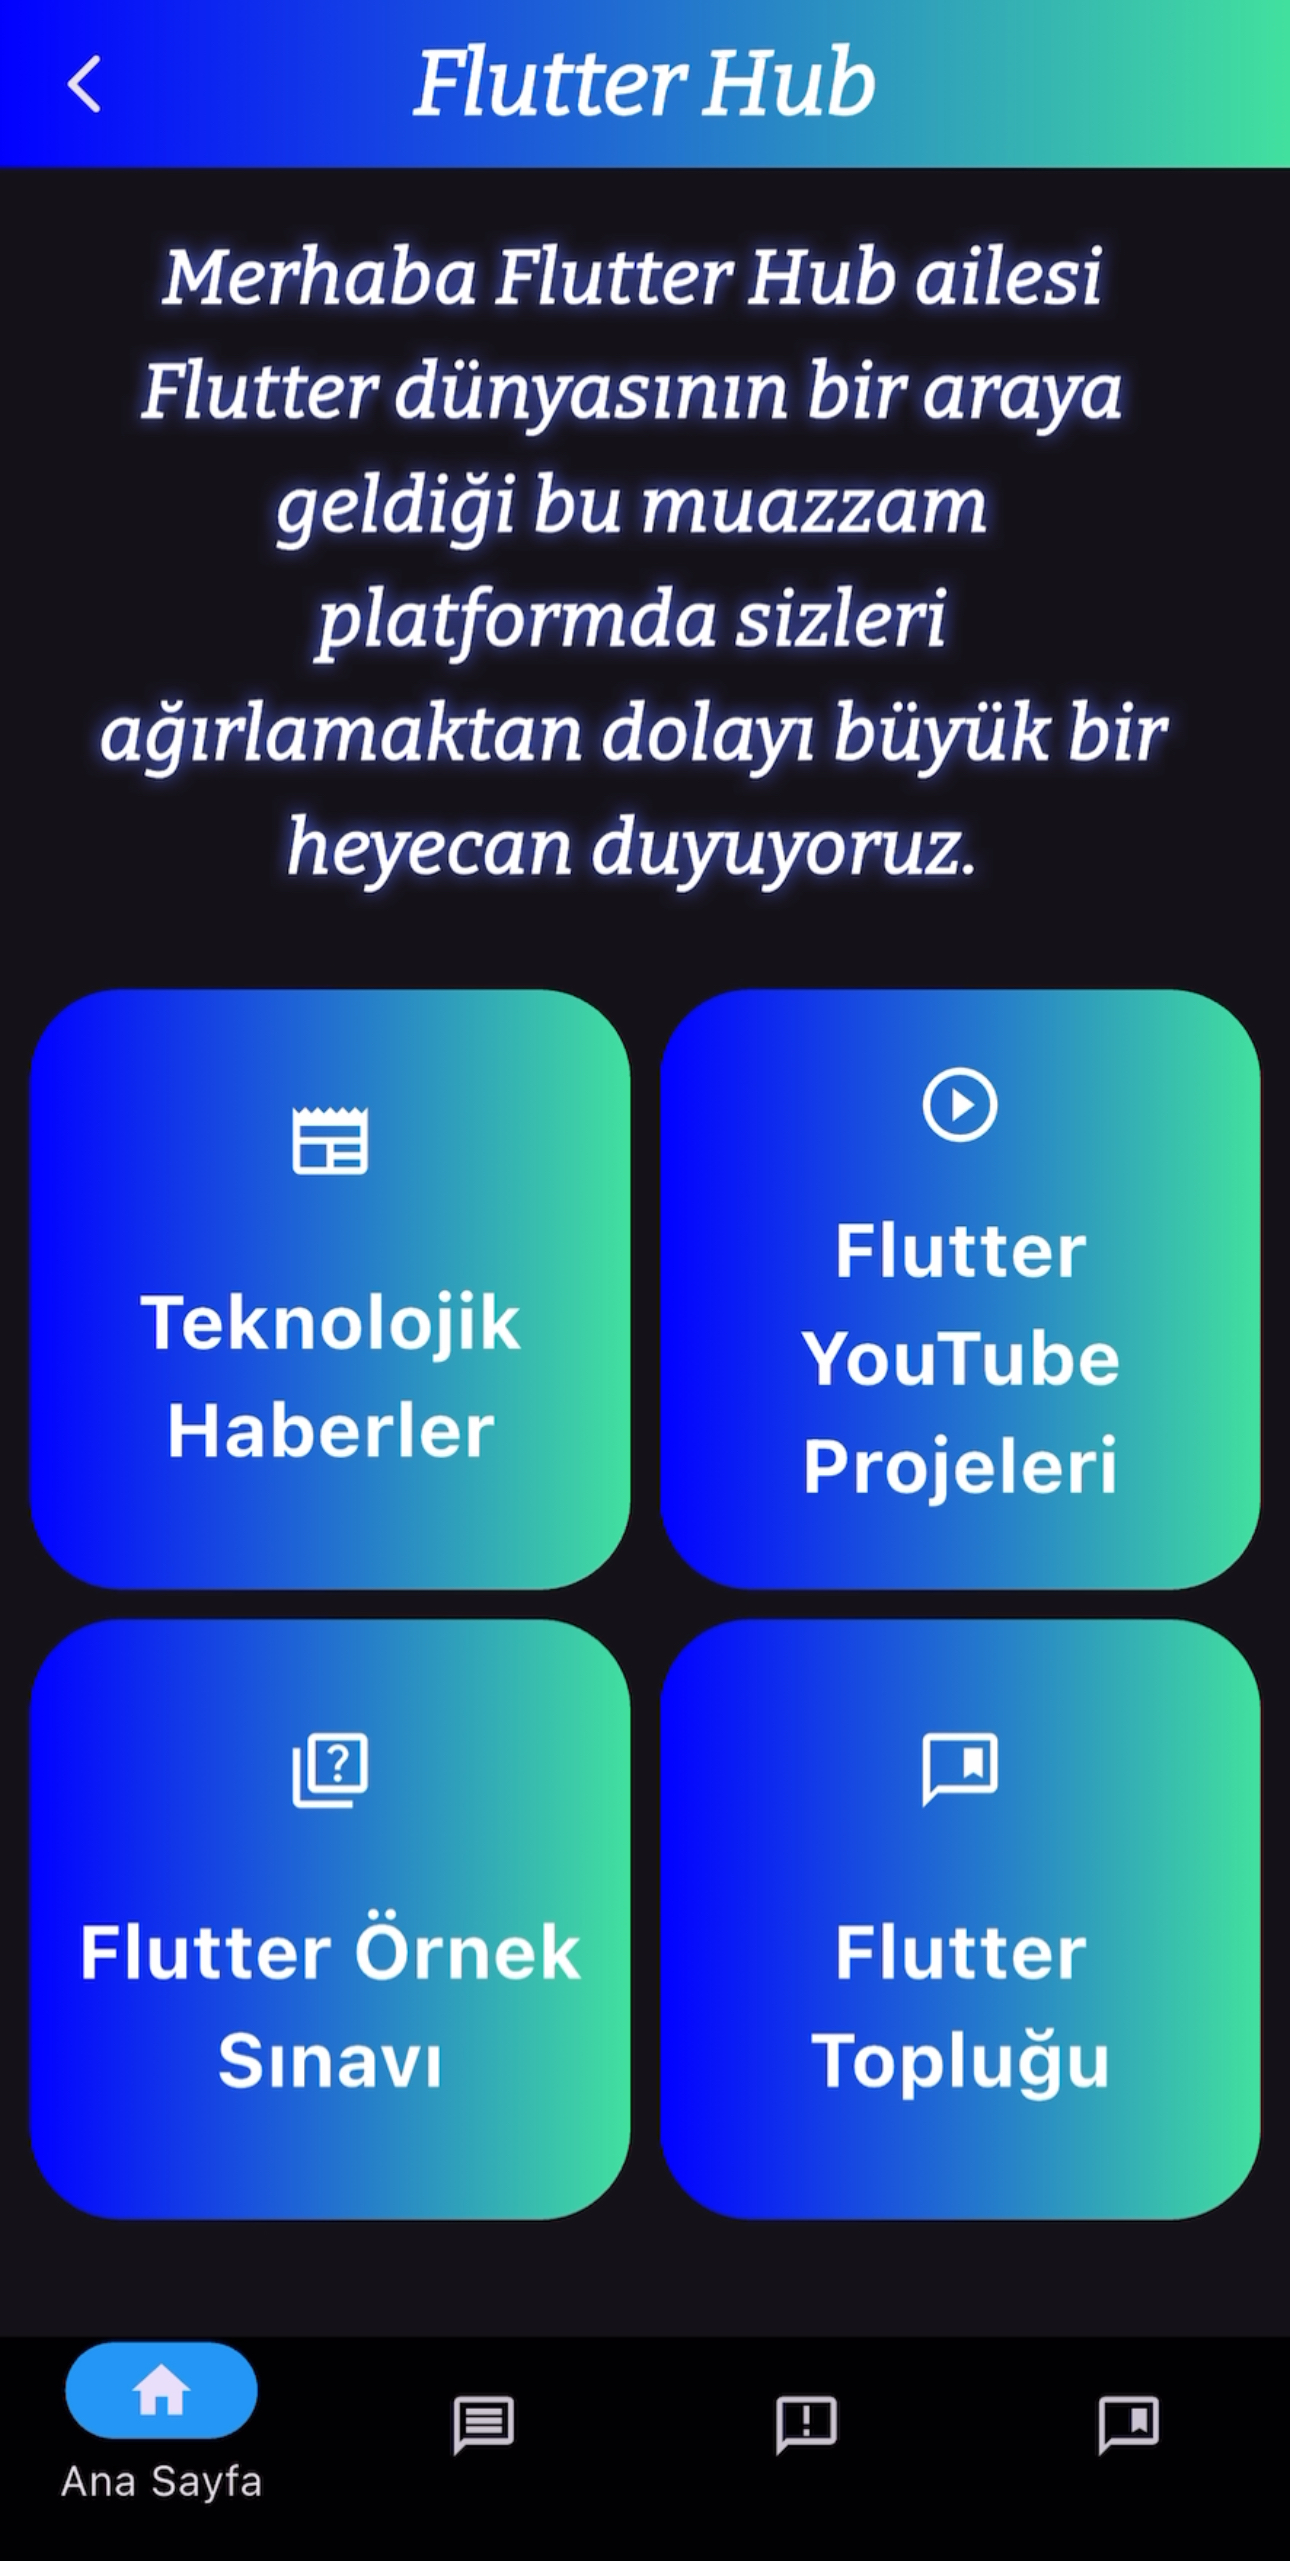 Flutter Hub
Merhaba Flutter Hub ailesi
Flutter dünyasının bir araya
geldiği bu muazzam
platformda sizleri
ağırlamaktan dolayı büyük bir
heyecan duyuyoruz.
Teknolojik
Haberler
Flutter
YouTube
Projeleri
Flutter Örnek
Sınavı
Flutter
Topluğu
Ana Sayfa